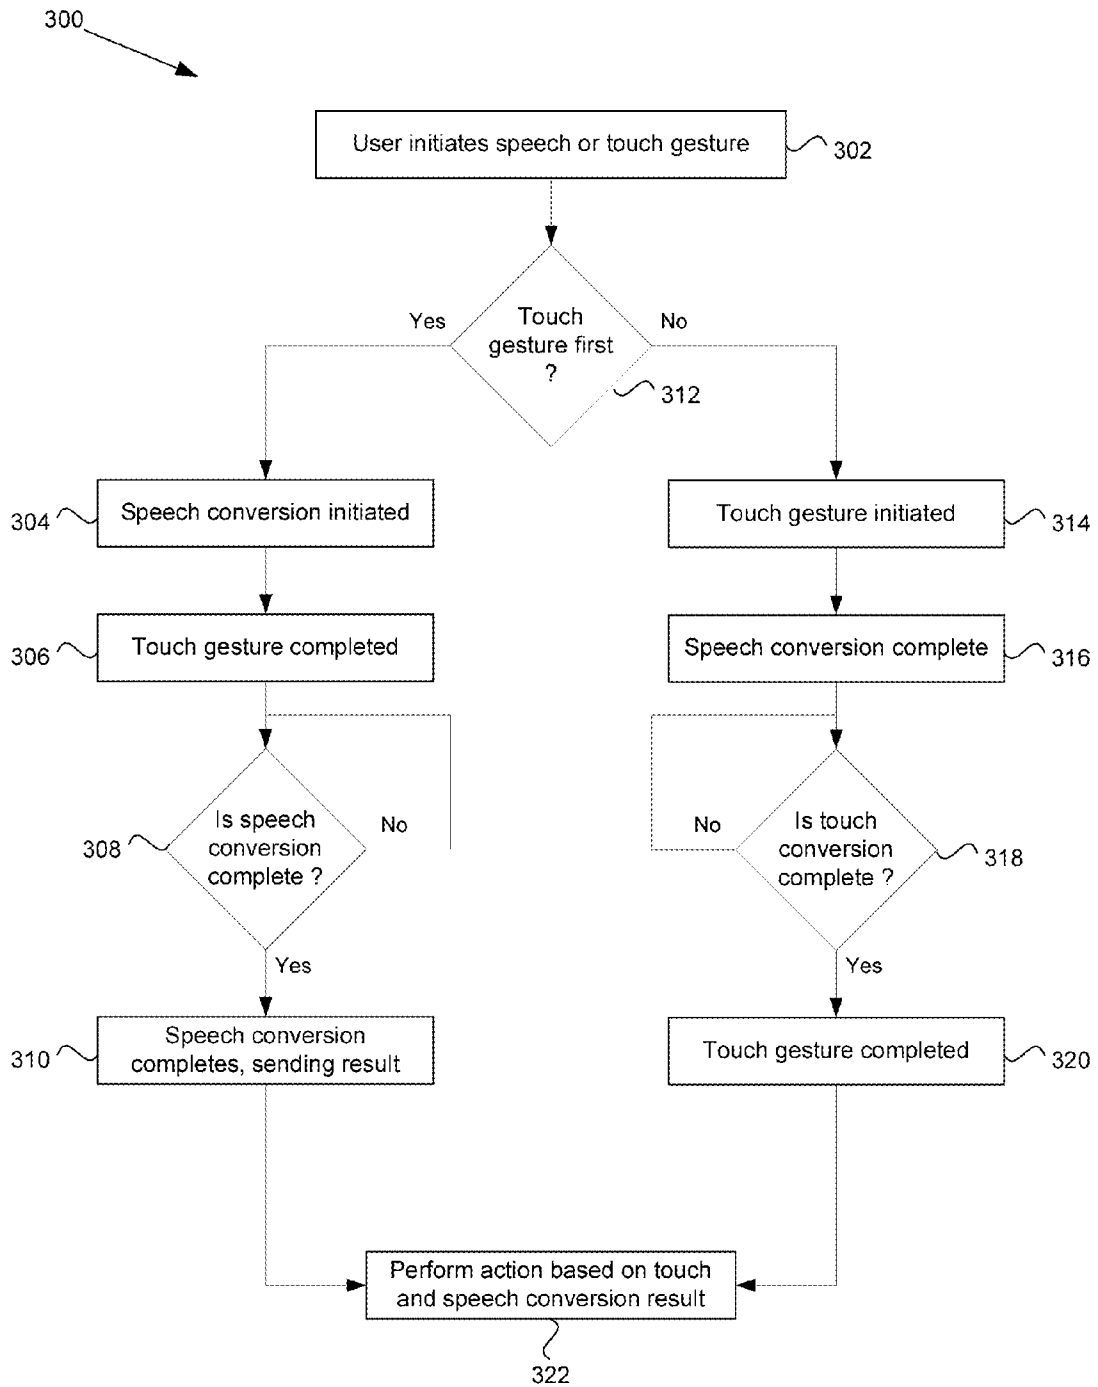 300
User initiates speech or touch gesture
302
Yes
Touch
gesture first
?
No
312
304
Speech conversion initiated
Touch gesture initiated
314
306
Touch gesture completed
Speech conversion complete
316
308
Is speech
conversion
complete ?
No
No
Is touch
conversion
complete ?
318
Yes
Yes
310
Speech conversion
completes, sending result
Touch gesture completed
320
Perform action based on touch
and speech conversion result
322